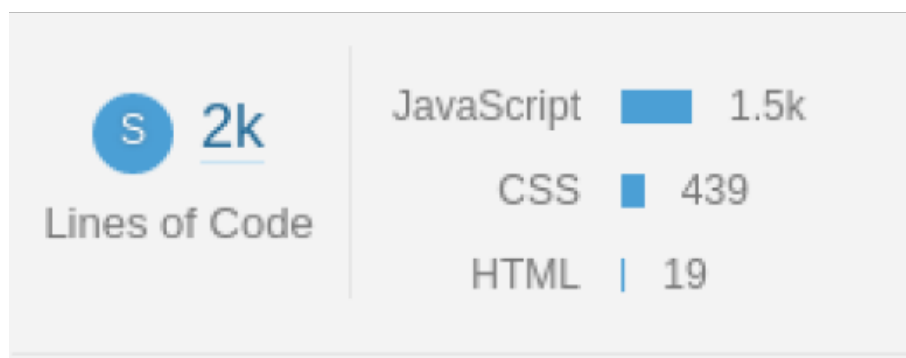 S 2k
Lines of Code
JavaScript 1.5k
CSS 439
HTML 19